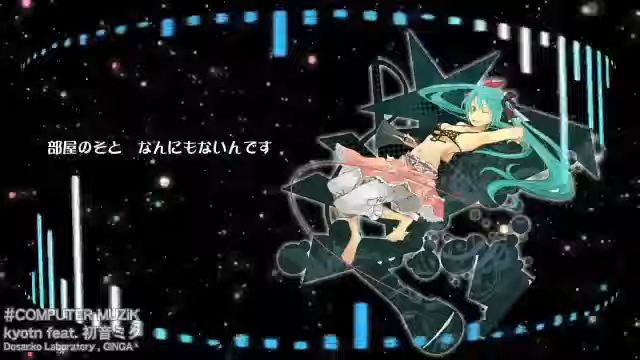 部屋のそと なんにもないんです
#COMPUTER MUZiK
kyotn feat. 初音ミク
Dosanko Laboratory , GINGA